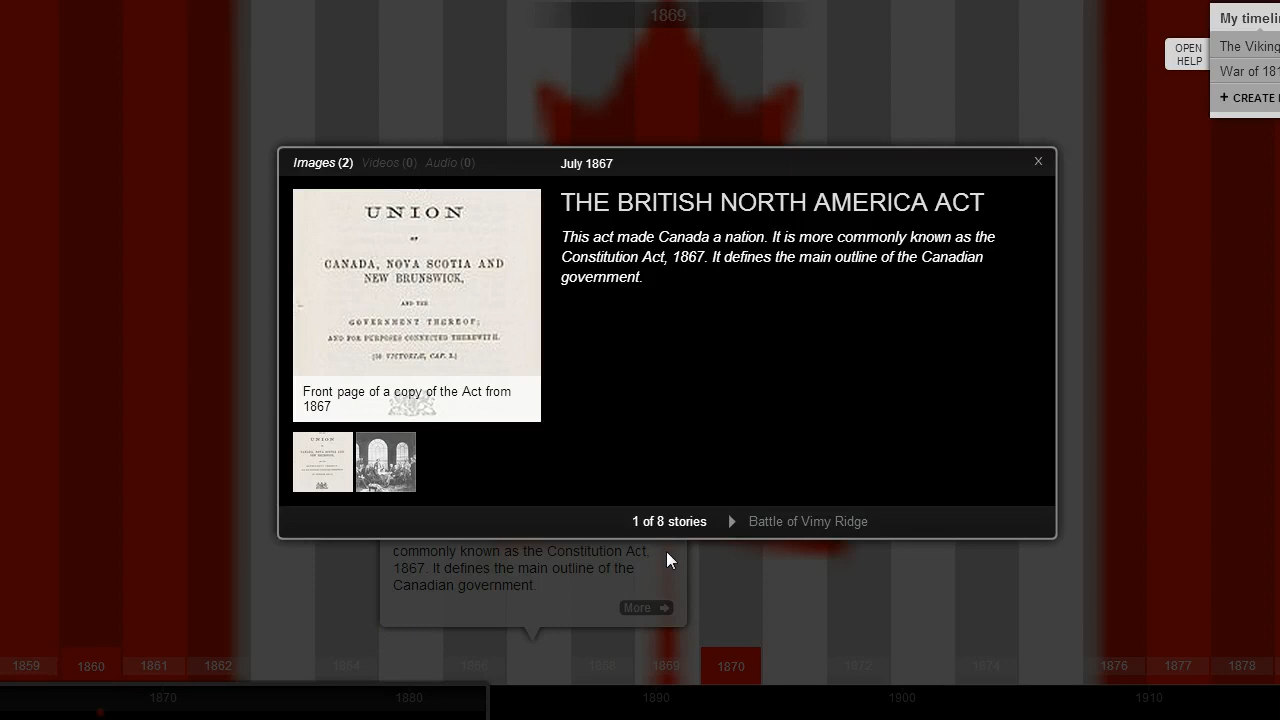 1869
My timeli
OPEN
HELP
The Viking
War of 181
+ CREATE
Images (2) Videos (0) Audio (0)
July 1867
X
UNION
OF
CANADA, NOVA SCOTIA AND
NEW BRUNSWICK,
AND THE
GOVERNMENT THEREOF;
AND FOR PURPOSES CONNECTED THEREWITH.
Front page of a copy of the Act from
1867
THE BRITISH NORTH AMERICA ACT
This act made Canada a nation. It is more commonly known as the
Constitution Act, 1867. It defines the main outline of the Canadian
government.
1 of 8 stories Battle of Vimy Ridge
commonly known as the Constitution Act,
1867. It defines the main outline of the
Canadian government.
More
1859 1860 1861 1862 1864 1868 1869 1870 1872 1874 1876 1877 1878
1870 1880 1890 1900 1910